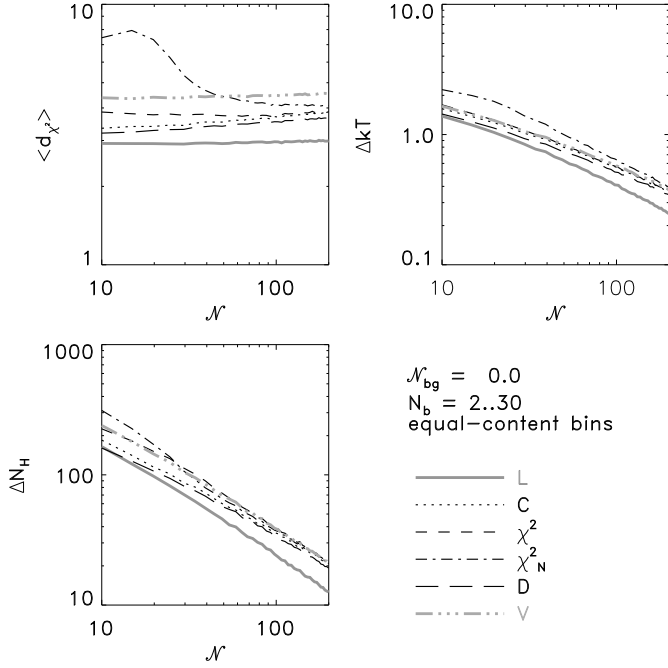 10
<d_χ²>
1
10
100
𝒩
10.0
ΔkT
1.0
0.1
10
100
𝒩
1000
ΔN_H
100
10
10
100
𝒩
𝒩_bg = 0.0
N_b = 2..30
equal-content bins
L
C
χ²
χ²_N
D
V